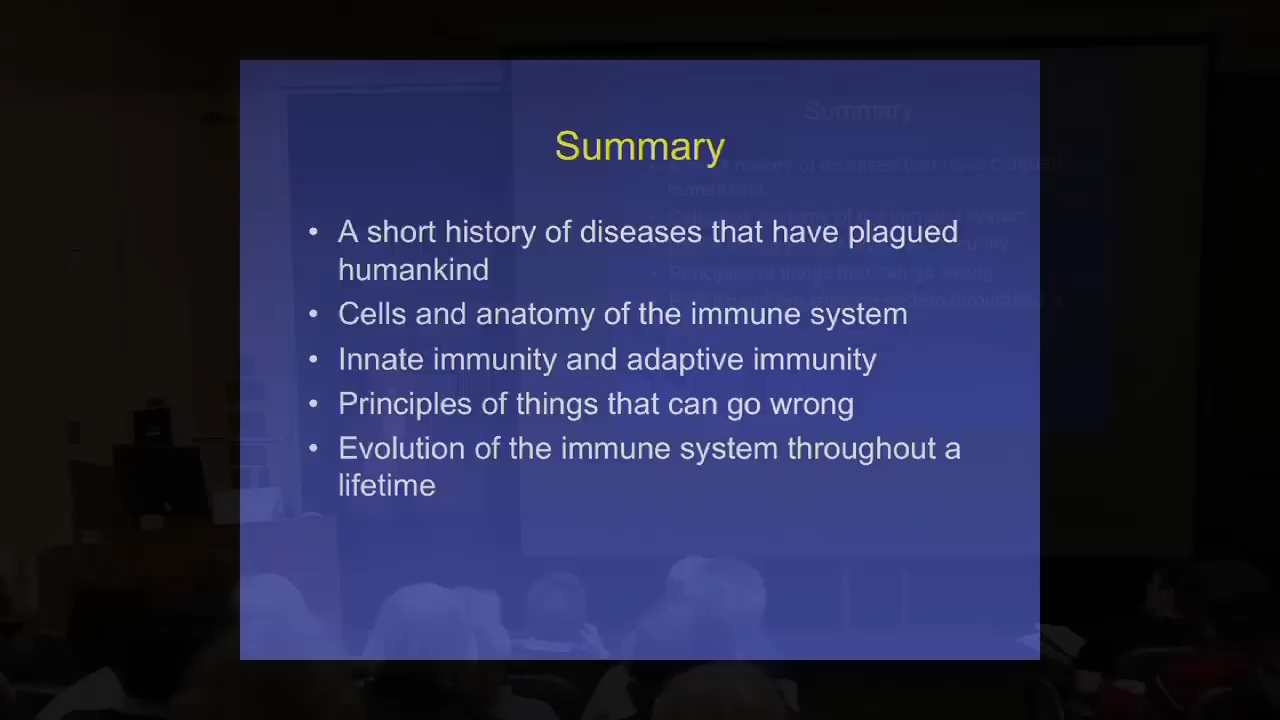 Summary
• A short history of diseases that have plagued
humankind
• Cells and anatomy of the immune system
• Innate immunity and adaptive immunity
• Principles of things that can go wrong
• Evolution of the immune system throughout a
lifetime